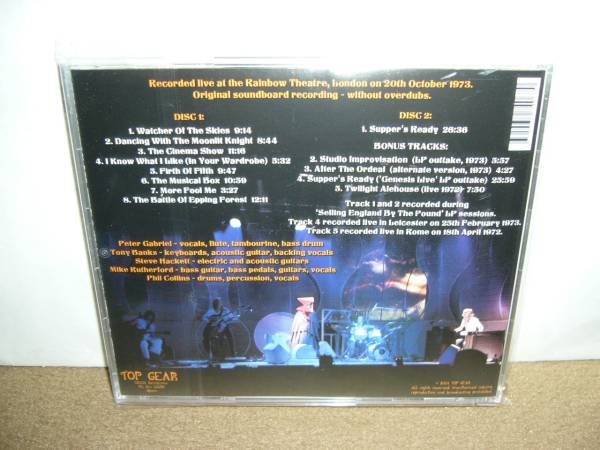 Recorded live at the Rainbow Theatre, London on 20th October 1973.
Original soundboard recording - without overdubs.
DISC 1:
1. Watcher Of The Skies 9:14
2. Dancing With The Moonlit Knight 8:44
3. The Cinema Show 11:16
4. I Know What I Like (In Your Wardrobe) 5:32
5. Firth Of Fifth 9:47
6. The Musical Box 10:59
7. More Fool Me 3:27
8. The Battle Of Epping Forest 12:11
DISC 2:
1. Supper's Ready 26:36
BONUS TRACKS:
2. Studio Improvisation (LP outtake, 1973) 3:57
3. After The Ordeal (alternate version, 1973) 4:27
4. Supper's Ready ('Genesis Live' LP outtake) 23:59
5. Twilight Alehouse (live 1972) 7:50
Track 1 and 2 recorded during
'Selling England By The Pound' LP sessions.
Track 4 recorded live in Leicester on 25th February 1973.
Track 5 recorded live in Rome on 18th April 1972.
Peter Gabriel - vocals, flute, tambourine, bass drum
Tony Banks - keyboards, acoustic guitar, backing vocals
Steve Hackett - electric and acoustic guitars
Mike Rutherford - bass guitar, bass pedals, guitars, vocals
Phil Collins - drums, percussion, vocals
TOP GEAR